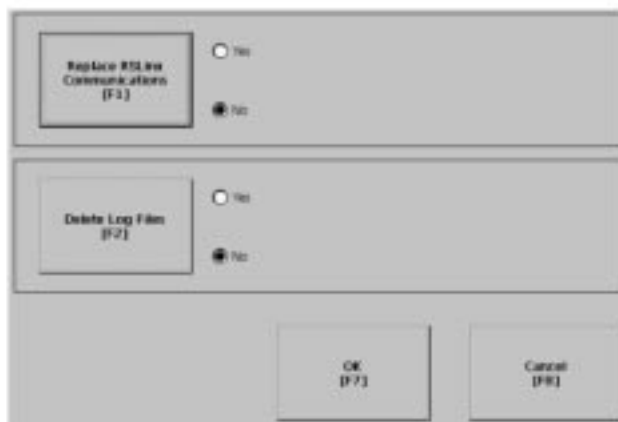 Replace RSLinx
Communications
[F1]
Yes
No
Delete Log Files
[F2]
Yes
No
OK
[F7]
Cancel
[F8]